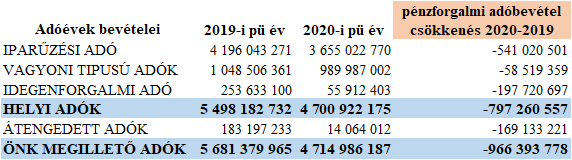 Adóévek bevételei 2019-i pü év 2020-i pü év pénzforgalmi adóbevétel csökkenés 2020-2019
IPARŰZÉSI ADÓ 4 196 043 271 3 655 022 770 -541 020 501
VAGYONI TIPUSÚ ADÓK 1 048 506 361 989 987 002 -58 519 359
IDEGENFORGALMI ADÓ 253 633 100 55 912 403 -197 720 697
HELYI ADÓK 5 498 182 732 4 700 922 175 -797 260 557
ÁTENGEDETT ADÓK 183 197 233 14 064 012 -169 133 221
ÖNK MEGILLETŐ ADÓK 5 681 379 965 4 714 986 187 -966 393 778